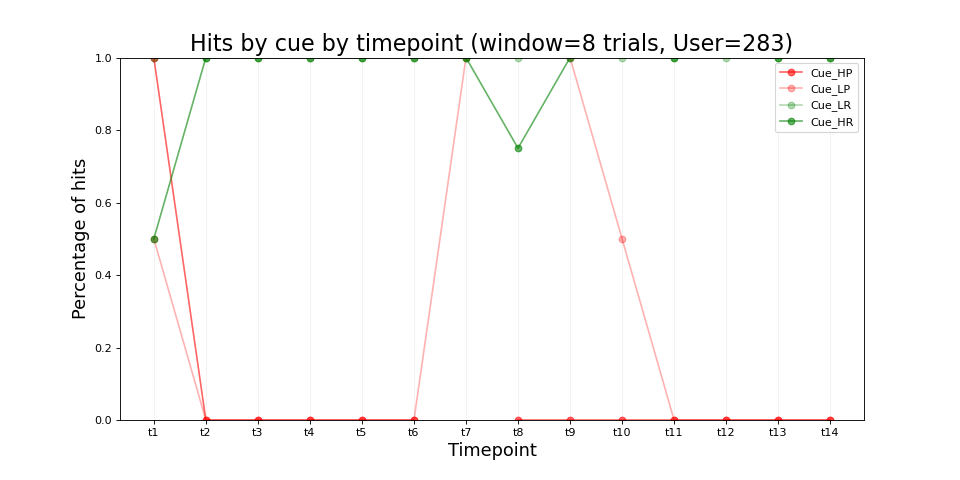 Hits by cue by timepoint (window=8 trials, User=283)
Percentage of hits
1.0
0.8
0.6
0.4
0.2
0.0
Cue_HP
Cue_LP
Cue_LR
Cue_HR
t1 t2 t3 t4 t5 t6 t7 t8 t9 t10 t11 t12 t13 t14
Timepoint